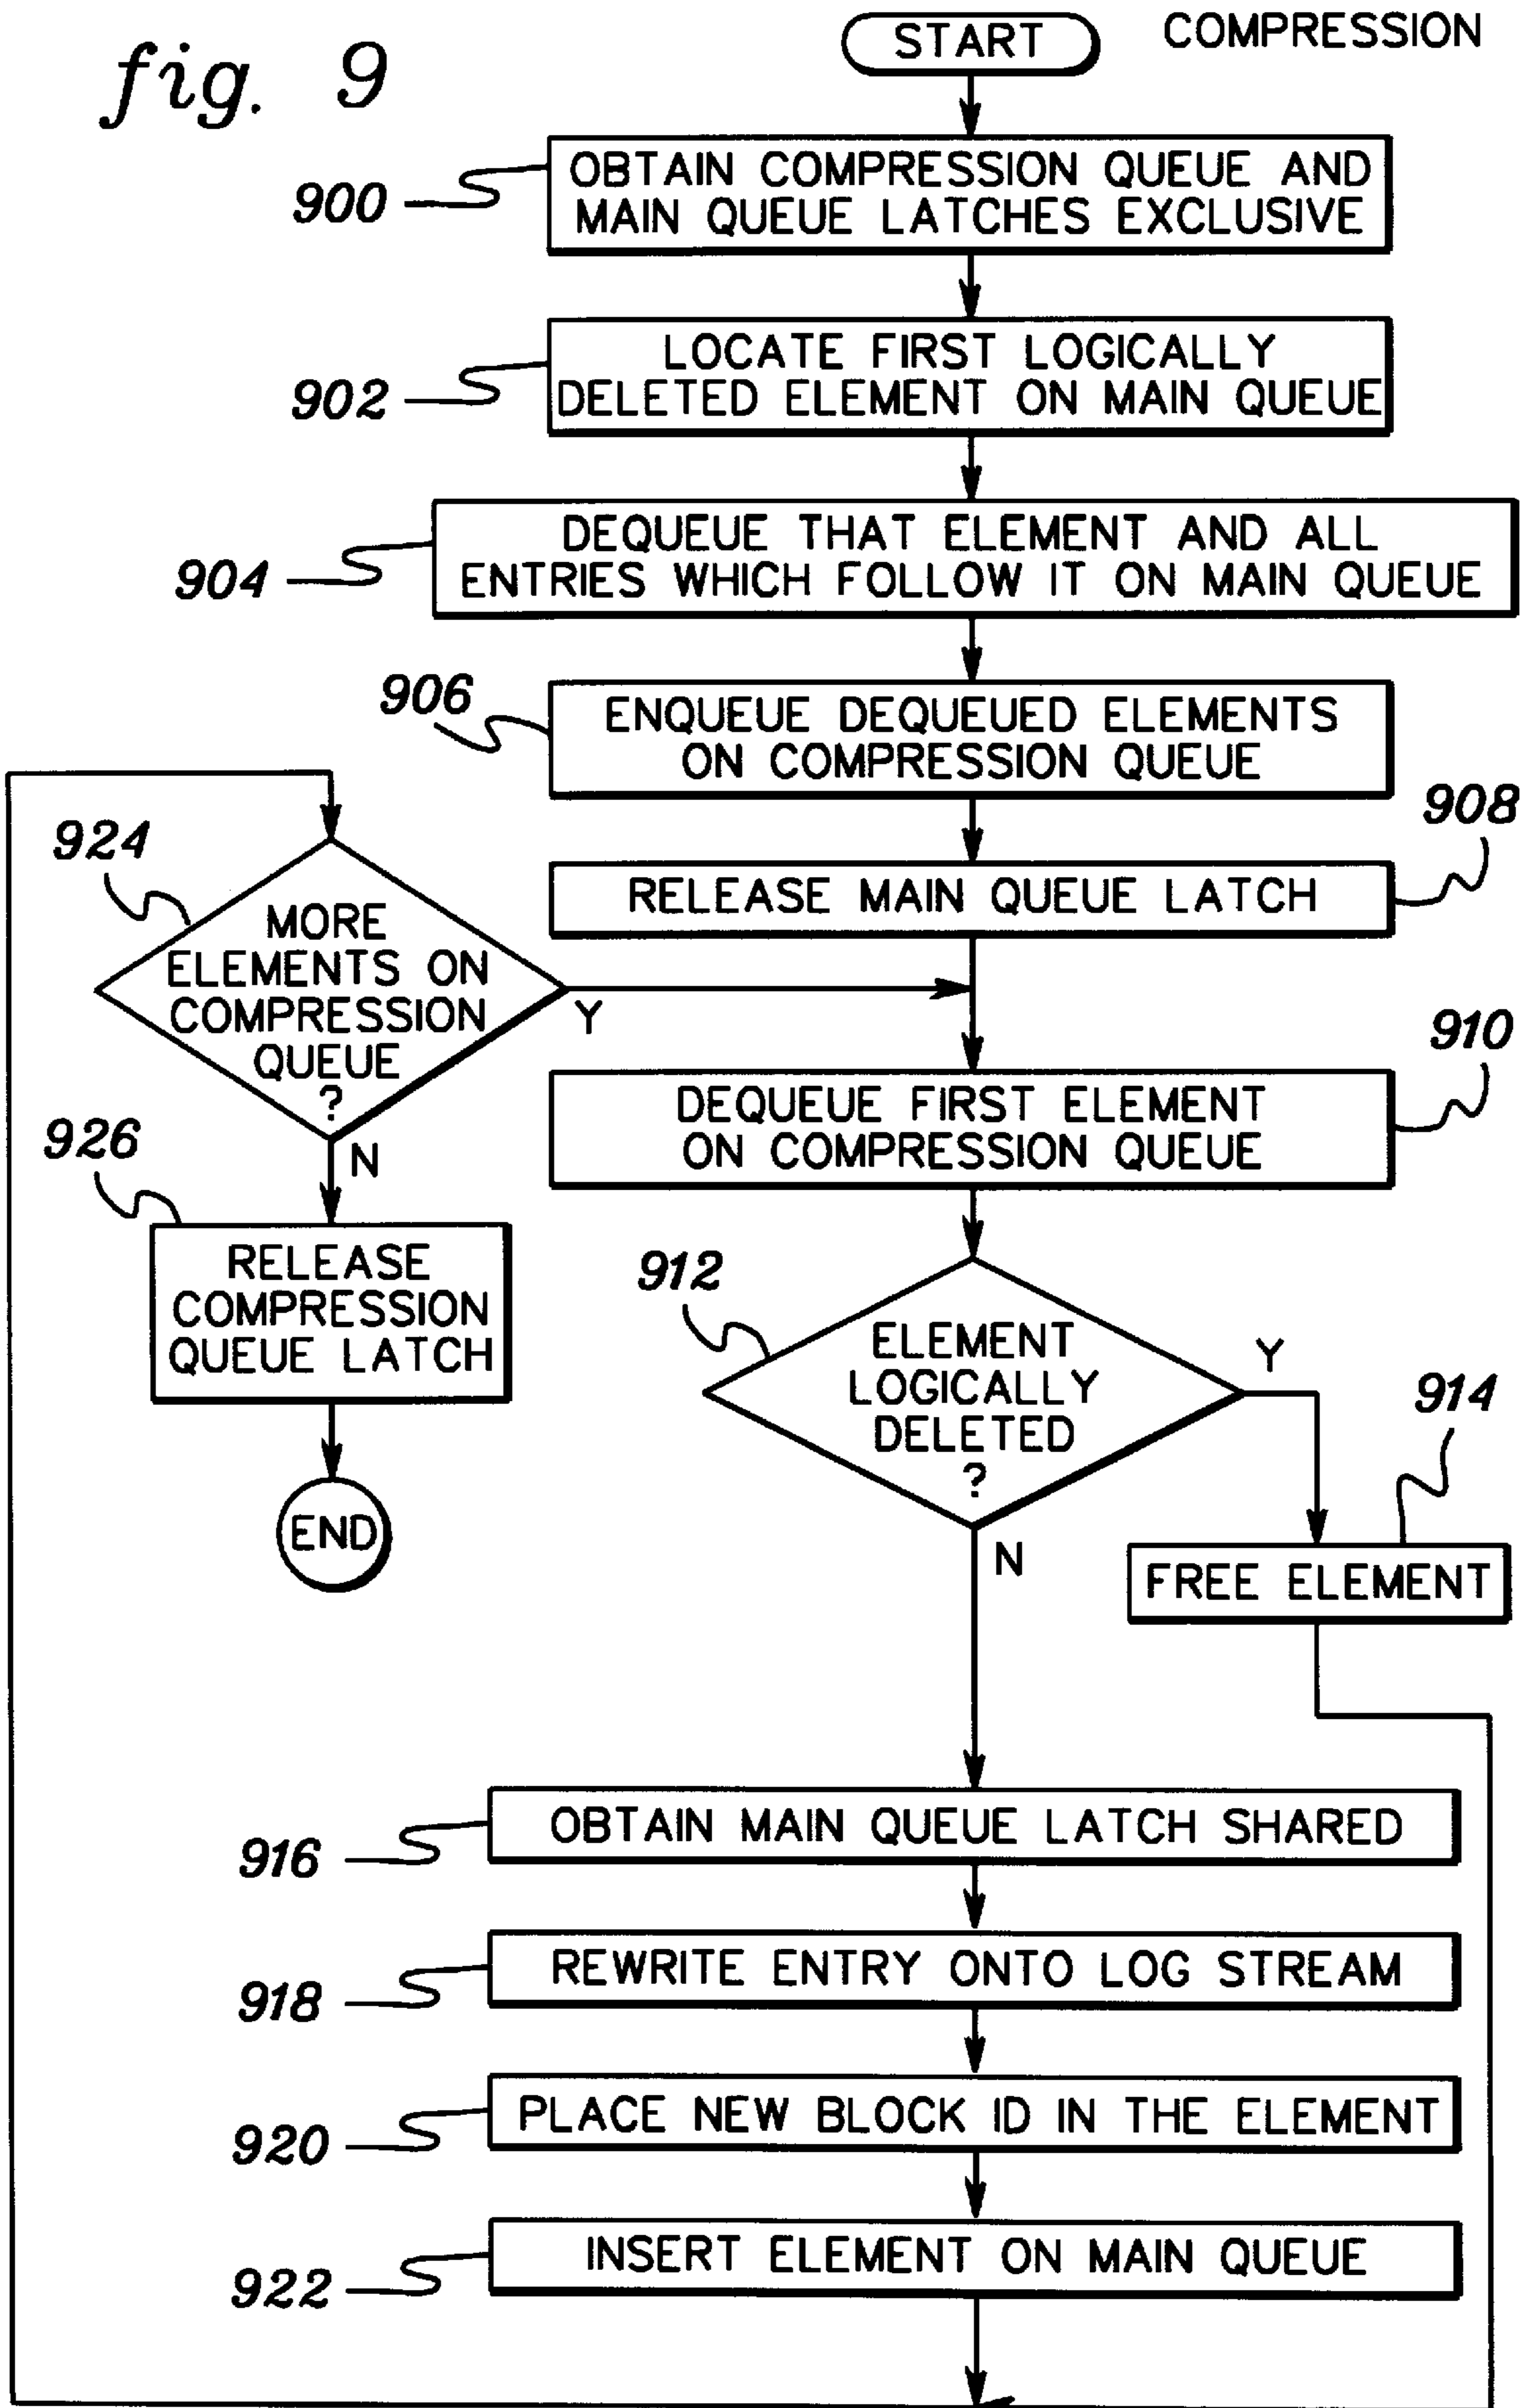 fig. 9
START
COMPRESSION
900
OBTAIN COMPRESSION QUEUE AND
MAIN QUEUE LATCHES EXCLUSIVE
902
LOCATE FIRST LOGICALLY
DELETED ELEMENT ON MAIN QUEUE
904
DEQUEUE THAT ELEMENT AND ALL
ENTRIES WHICH FOLLOW IT ON MAIN QUEUE
906
ENQUEUE DEQUEUED ELEMENTS
ON COMPRESSION QUEUE
908
RELEASE MAIN QUEUE LATCH
924
MORE
ELEMENTS ON
COMPRESSION
QUEUE
?
Y
N
910
DEQUEUE FIRST ELEMENT
ON COMPRESSION QUEUE
926
RELEASE
COMPRESSION
QUEUE LATCH
END
912
ELEMENT
LOGICALLY
DELETED
?
Y
N
914
FREE ELEMENT
916
OBTAIN MAIN QUEUE LATCH SHARED
918
REWRITE ENTRY ONTO LOG STREAM
920
PLACE NEW BLOCK ID IN THE ELEMENT
922
INSERT ELEMENT ON MAIN QUEUE